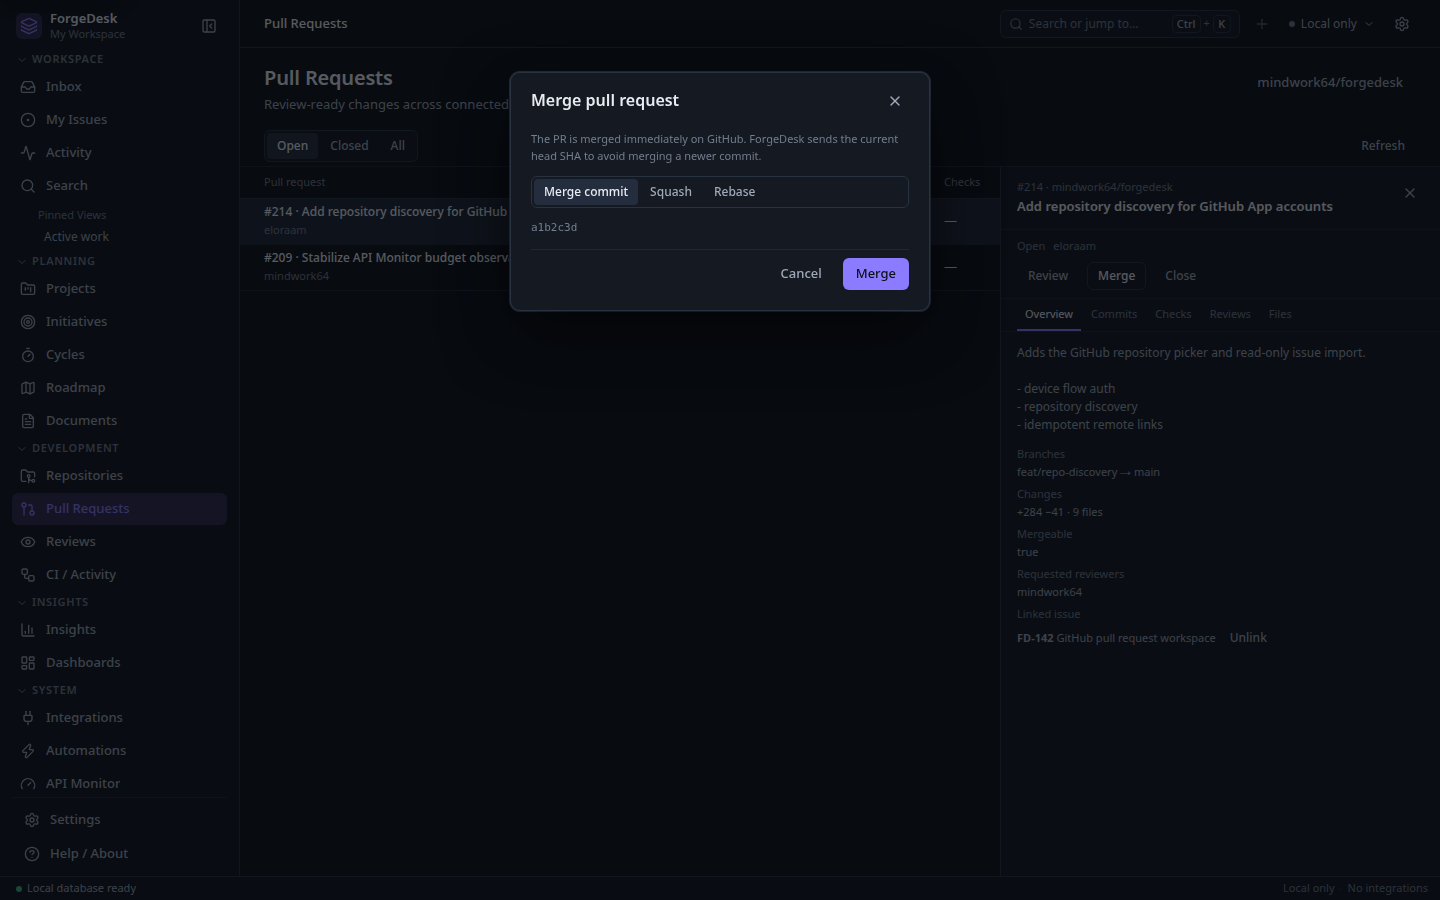 ForgeDesk
My Workspace
WORKSPACE
Inbox
My Issues
Activity
Search
Pinned Views
Active work
PLANNING
Projects
Initiatives
Cycles
Roadmap
Documents
DEVELOPMENT
Repositories
Pull Requests
Reviews
CI / Activity
INSIGHTS
Insights
Dashboards
SYSTEM
Integrations
Automations
API Monitor
Settings
Help / About
Pull Requests
Search or jump to... Ctrl + K
Local only
Pull Requests
Review-ready changes across connected
mindwork64/forgedesk
Open Closed All
Refresh
Pull request Checks
#214 · Add repository discovery for GitHub
eloraam
—
#209 · Stabilize API Monitor budget observ
mindwork64
—
Merge pull request
The PR is merged immediately on GitHub. ForgeDesk sends the current
head SHA to avoid merging a newer commit.
Merge commit Squash Rebase
a1b2c3d
Cancel Merge
#214 · mindwork64/forgedesk
Add repository discovery for GitHub App accounts
Open eloraam
Review Merge Close
Overview Commits Checks Reviews Files
Adds the GitHub repository picker and read-only issue import.
- device flow auth
- repository discovery
- idempotent remote links
Branches
feat/repo-discovery → main
Changes
+284 −41 · 9 files
Mergeable
true
Requested reviewers
mindwork64
Linked issue
FD-142 GitHub pull request workspace Unlink
Local database ready
Local only No integrations